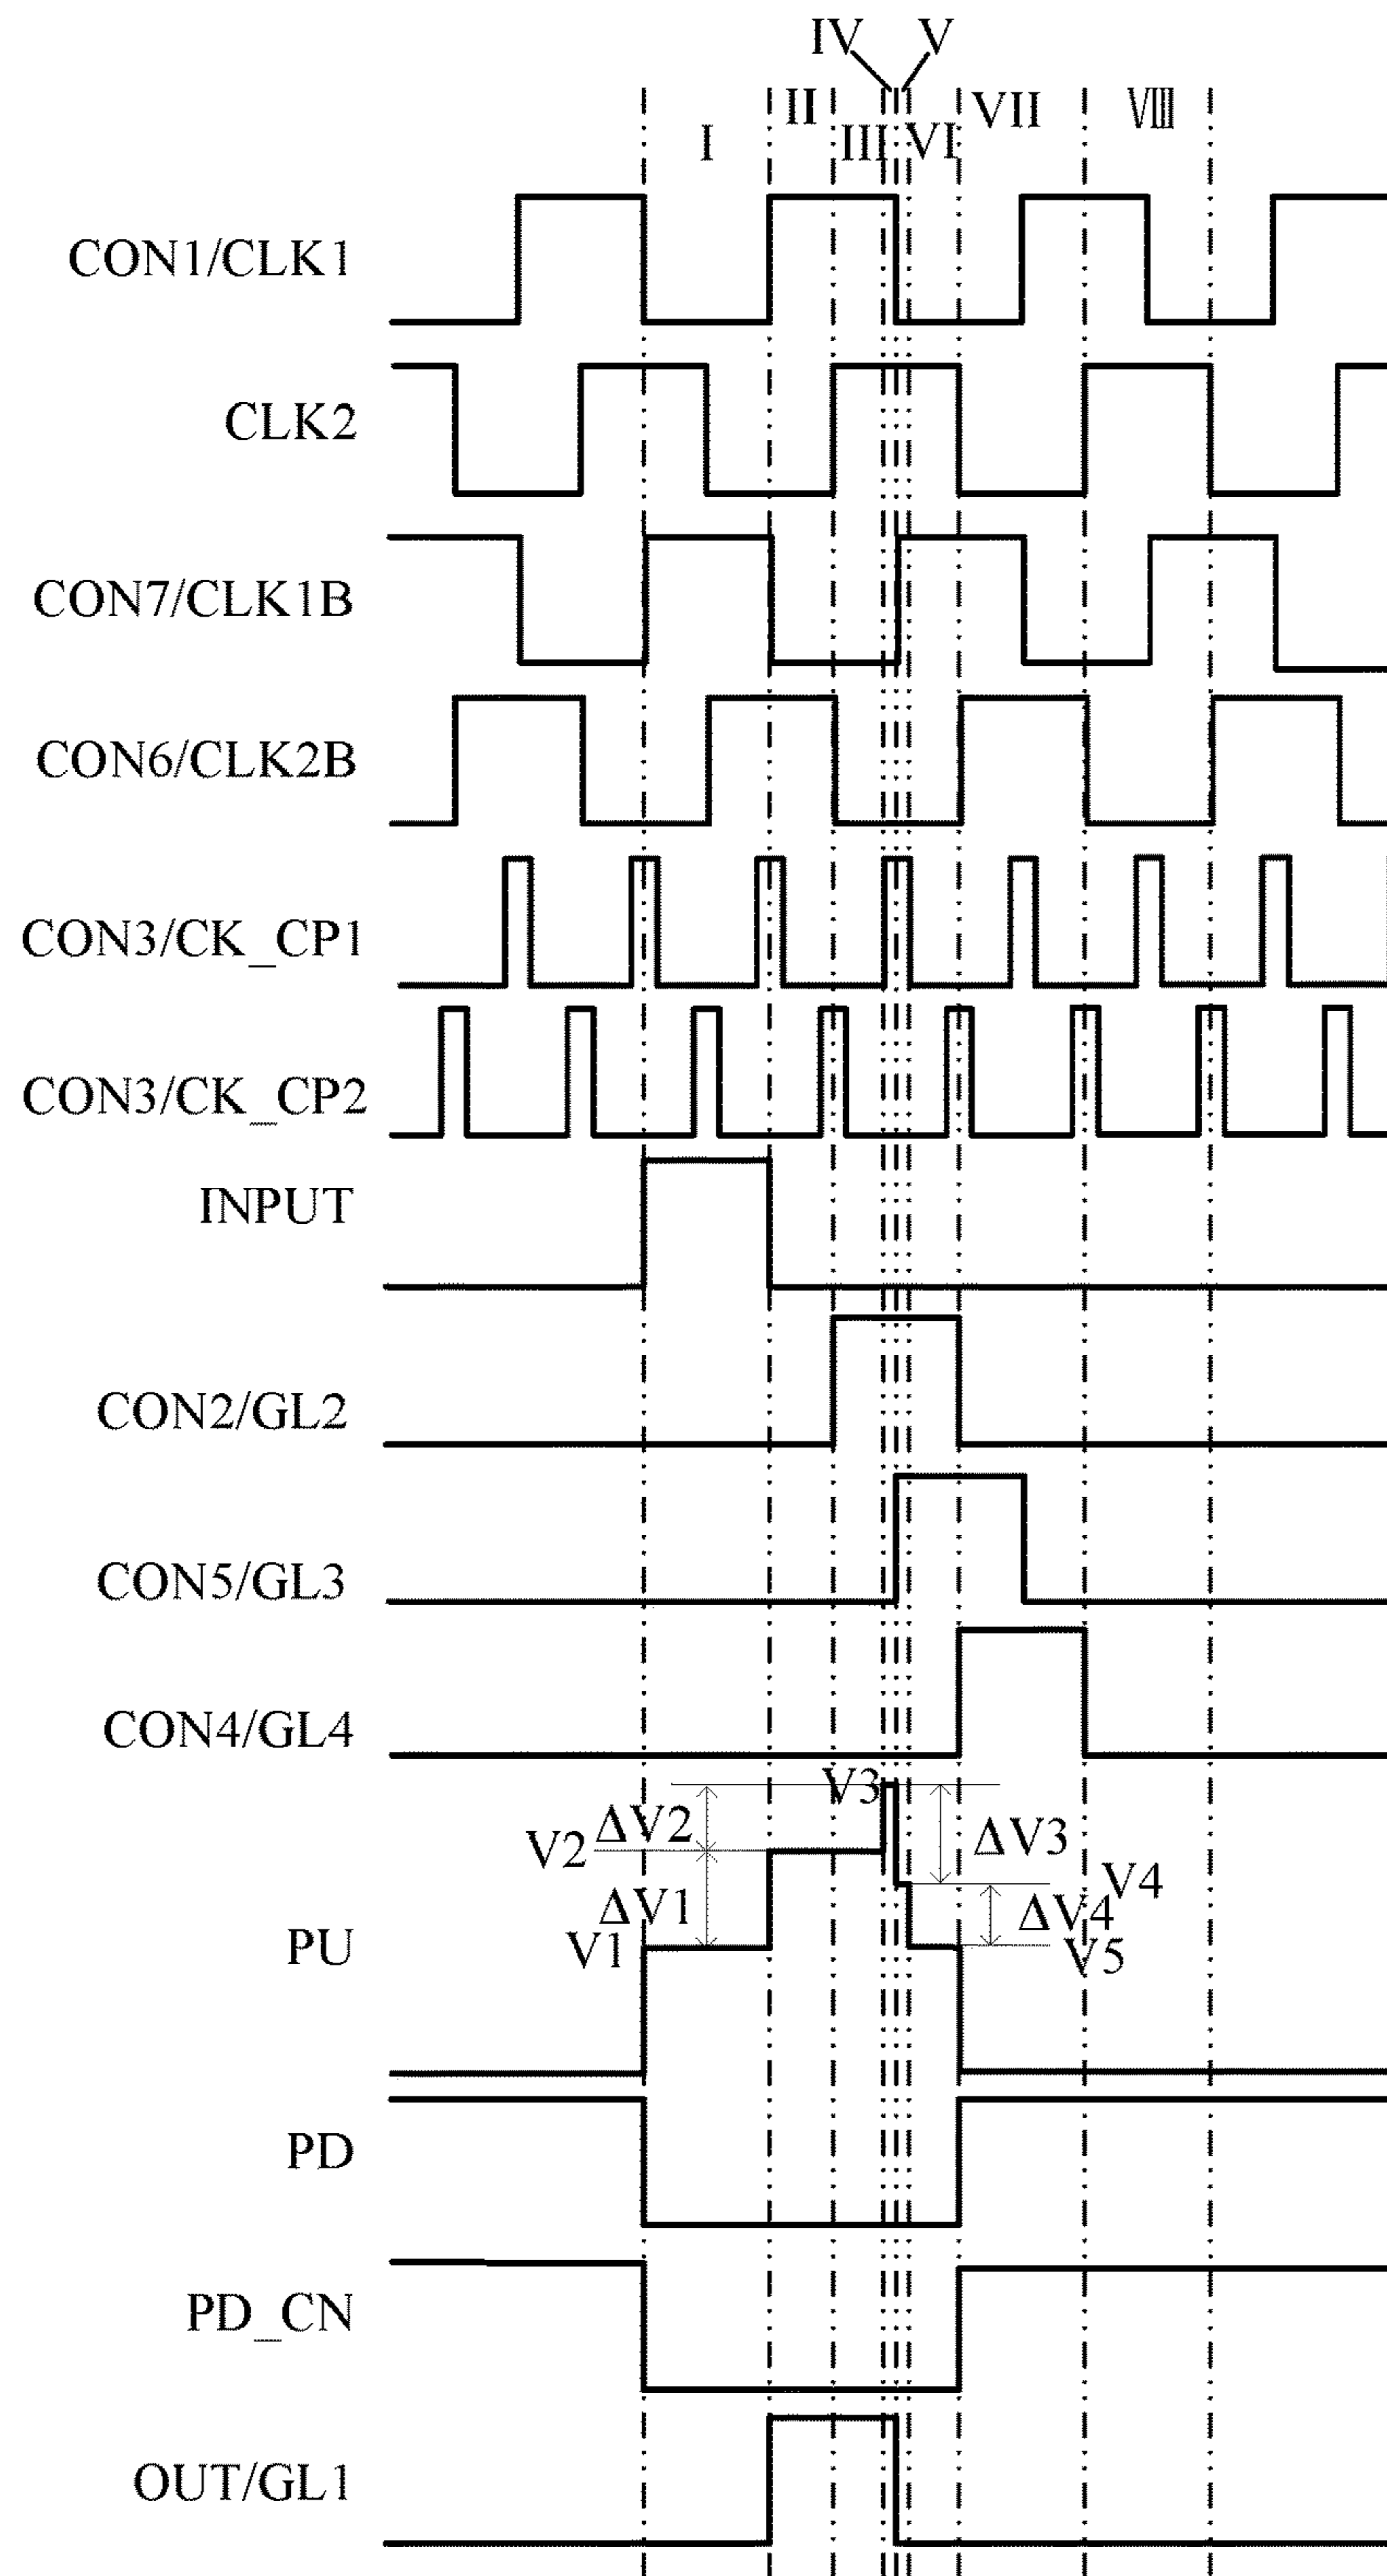 IV V
I II III VI VII VIII
CON1/CLK1
CLK2
CON7/CLK1B
CON6/CLK2B
CON3/CK_CP1
CON3/CK_CP2
INPUT
CON2/GL2
CON5/GL3
CON4/GL4
V3
V2 ΔV2 ΔV3
V4
ΔV1 ΔV4
PU V1 V5
PD
PD_CN
OUT/GL1